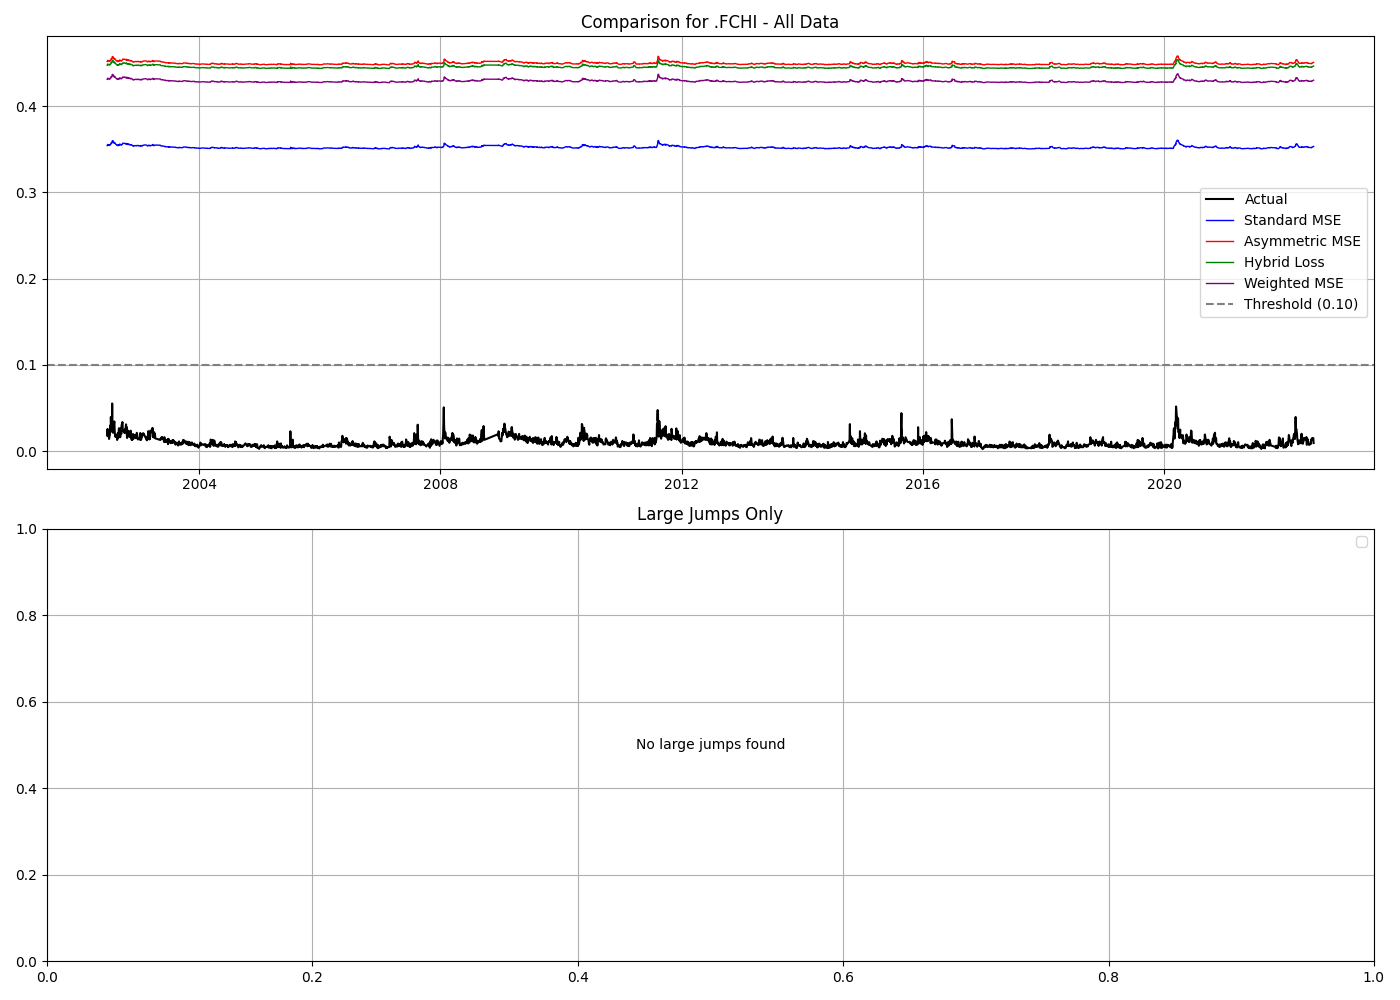 Comparison for .FCHI - All Data
0.4
0.3
0.2
0.1
0.0
Actual
Standard MSE
Asymmetric MSE
Hybrid Loss
Weighted MSE
Threshold (0.10)
2004 2008 2012 2016 2020
Large Jumps Only
1.0
0.8
0.6
No large jumps found
0.4
0.2
0.0
0.0 0.2 0.4 0.6 0.8 1.0